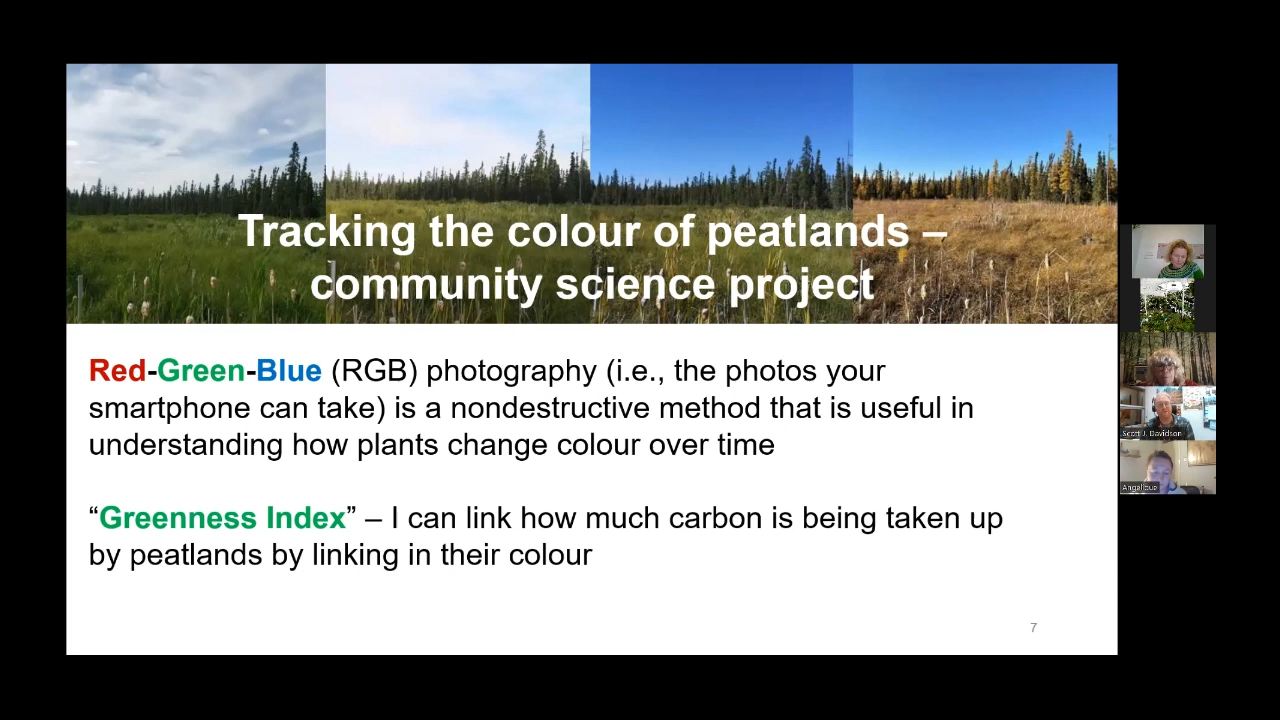 Tracking the colour of peatlands –
community science project
Red-Green-Blue (RGB) photography (i.e., the photos your
smartphone can take) is a nondestructive method that is useful in
understanding how plants change colour over time
“Greenness Index” – I can link how much carbon is being taken up
by peatlands by linking in their colour
7
Scott J. Davidson